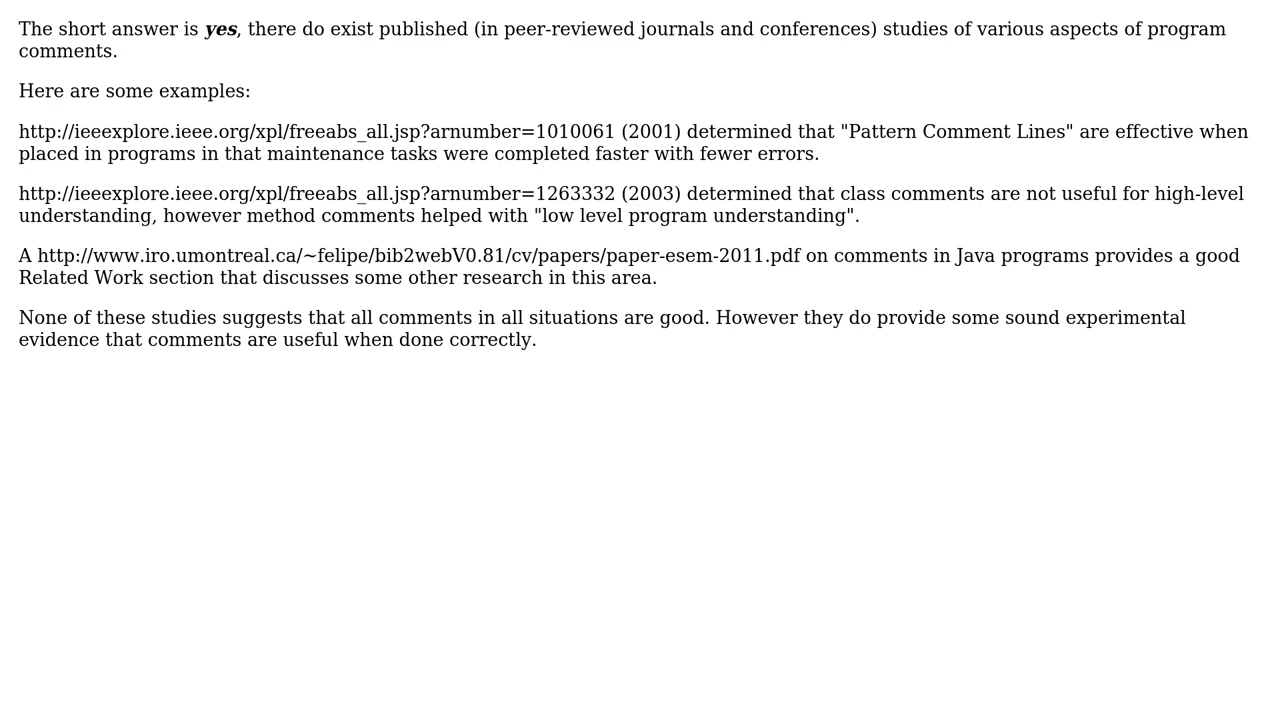 The short answer is yes, there do exist published (in peer-reviewed journals and conferences) studies of various aspects of program
comments.
Here are some examples:
http://ieeexplore.ieee.org/xpl/freeabs_all.jsp?arnumber=1010061 (2001) determined that "Pattern Comment Lines" are effective when
placed in programs in that maintenance tasks were completed faster with fewer errors.
http://ieeexplore.ieee.org/xpl/freeabs_all.jsp?arnumber=1263332 (2003) determined that class comments are not useful for high-level
understanding, however method comments helped with "low level program understanding".
A http://www.iro.umontreal.ca/~felipe/bib2webV0.81/cv/papers/paper-esem-2011.pdf on comments in Java programs provides a good
Related Work section that discusses some other research in this area.
None of these studies suggests that all comments in all situations are good. However they do provide some sound experimental
evidence that comments are useful when done correctly.